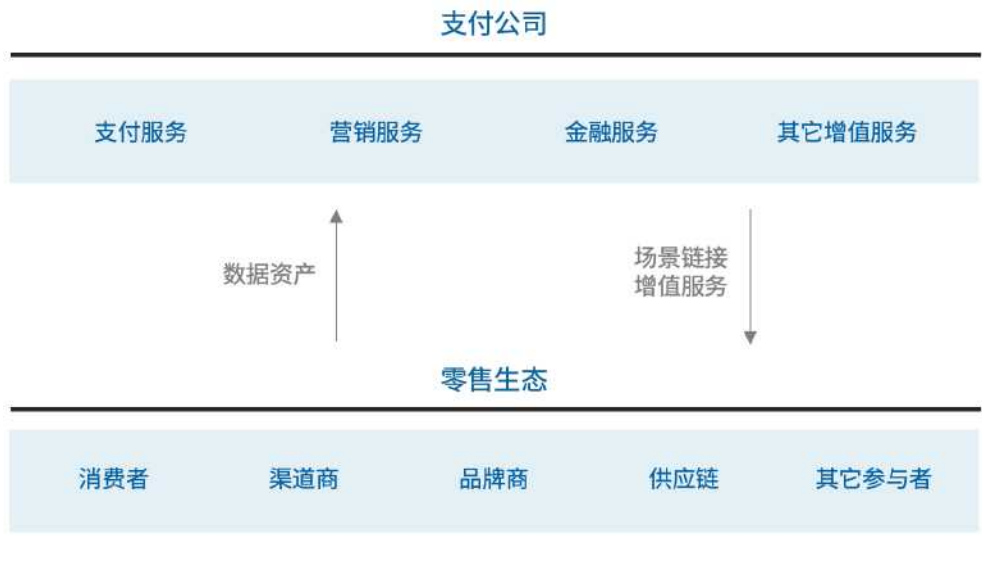 支付公司
支付服务 营销服务 金融服务 其它增值服务
数据资产
场景链接
增值服务
零售生态
消费者 渠道商 品牌商 供应链 其它参与者